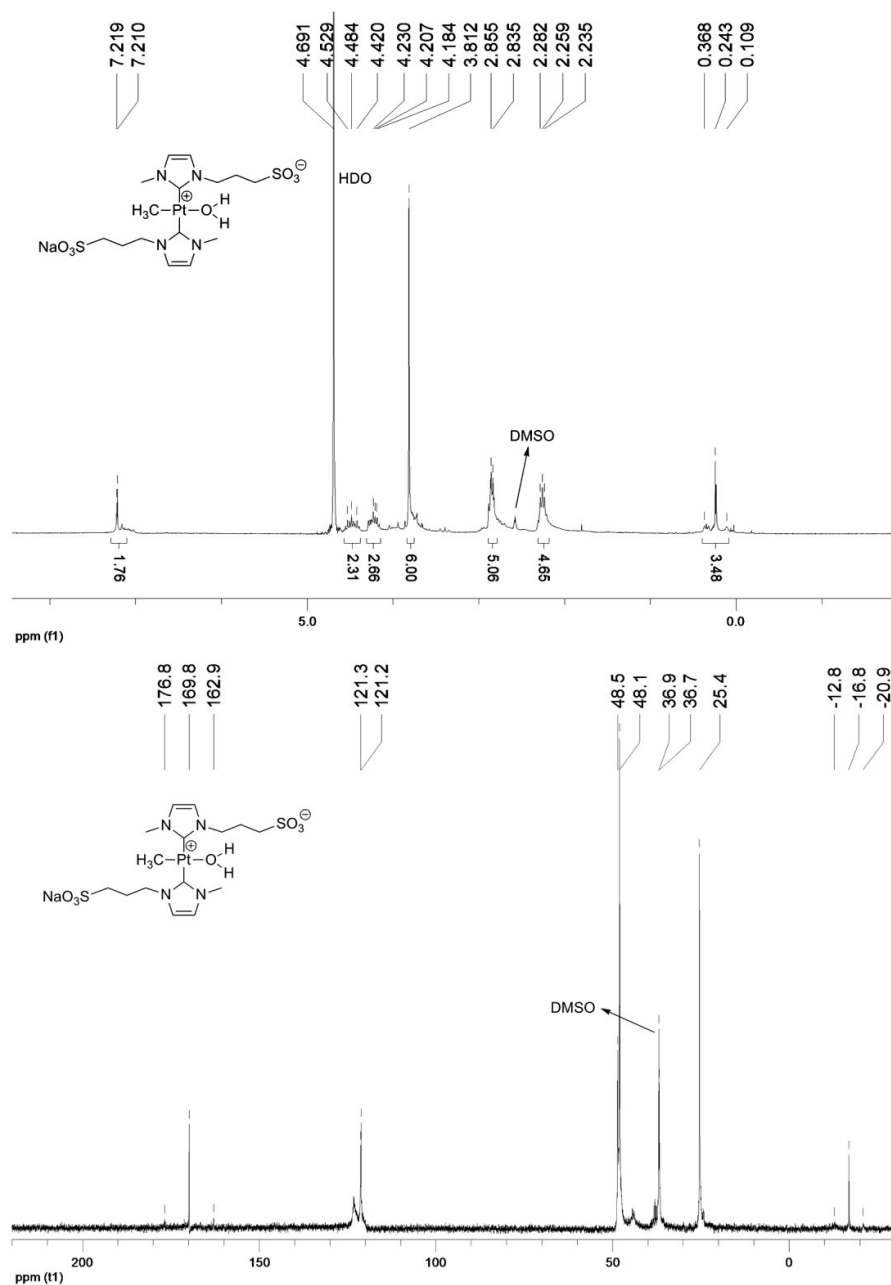 7.219
7.210
4.691
4.529
4.484
4.420
4.230
4.207
4.184
3.812
2.855
2.835
2.282
2.259
2.235
0.368
0.243
0.109
N
N
SO3 ⊖
⊕
H3C Pt O H
H
NaO3S N N
HDO
DMSO
1.76
2.31
2.66
6.00
5.06
4.65
3.48
5.0
0.0
ppm (f1)
176.8
169.8
162.9
121.3
121.2
48.5
48.1
36.9
36.7
25.4
-12.8
-16.8
-20.9
N
N
SO3 ⊖
⊕
H3C Pt O H
H
NaO3S N N
DMSO
200
150
100
50
0
ppm (t1)